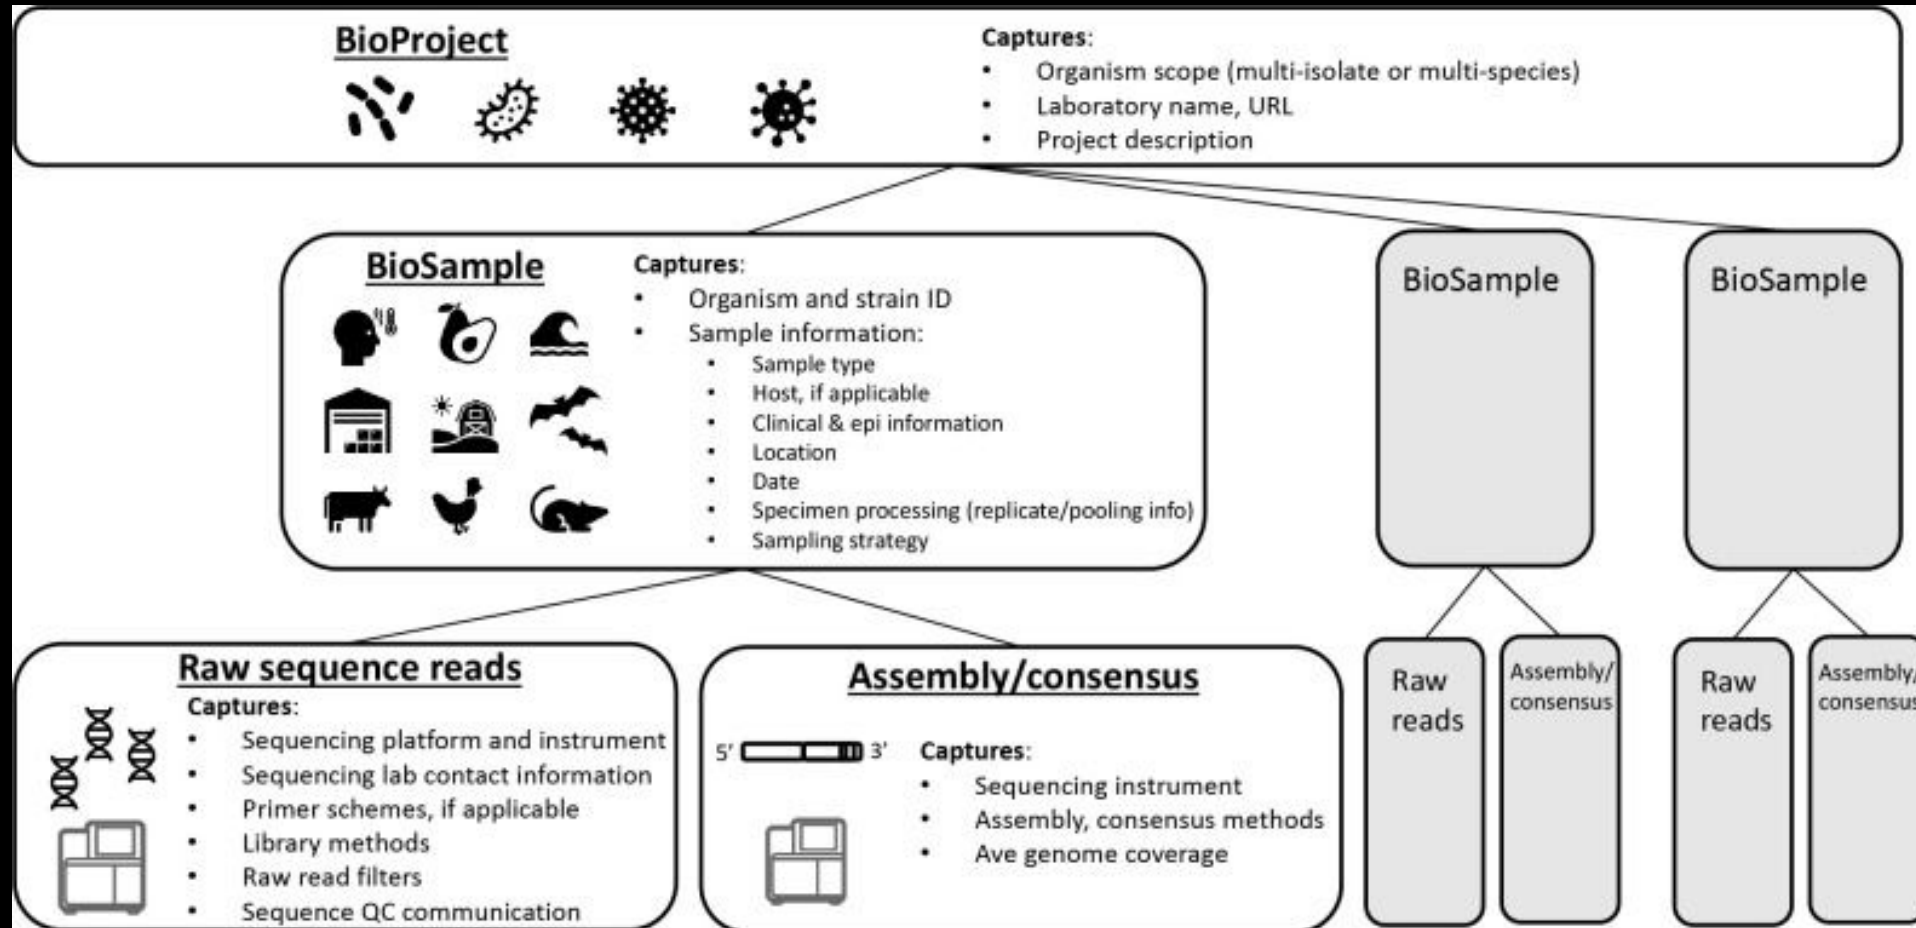 BioProject
Captures:
• Organism scope (multi-isolate or multi-species)
• Laboratory name, URL
• Project description
BioSample
Captures:
• Organism and strain ID
• Sample information:
• Sample type
• Host, if applicable
• Clinical & epi information
• Location
• Date
• Specimen processing (replicate/pooling info)
• Sampling strategy
BioSample
BioSample
Raw sequence reads
Captures:
• Sequencing platform and instrument
• Sequencing lab contact information
• Primer schemes, if applicable
• Library methods
• Raw read filters
• Sequence QC communication
Assembly/consensus
5' 3'
Captures:
• Sequencing instrument
• Assembly, consensus methods
• Ave genome coverage
Raw
reads
Assembly/
consensus
Raw
reads
Assembly/
consensus